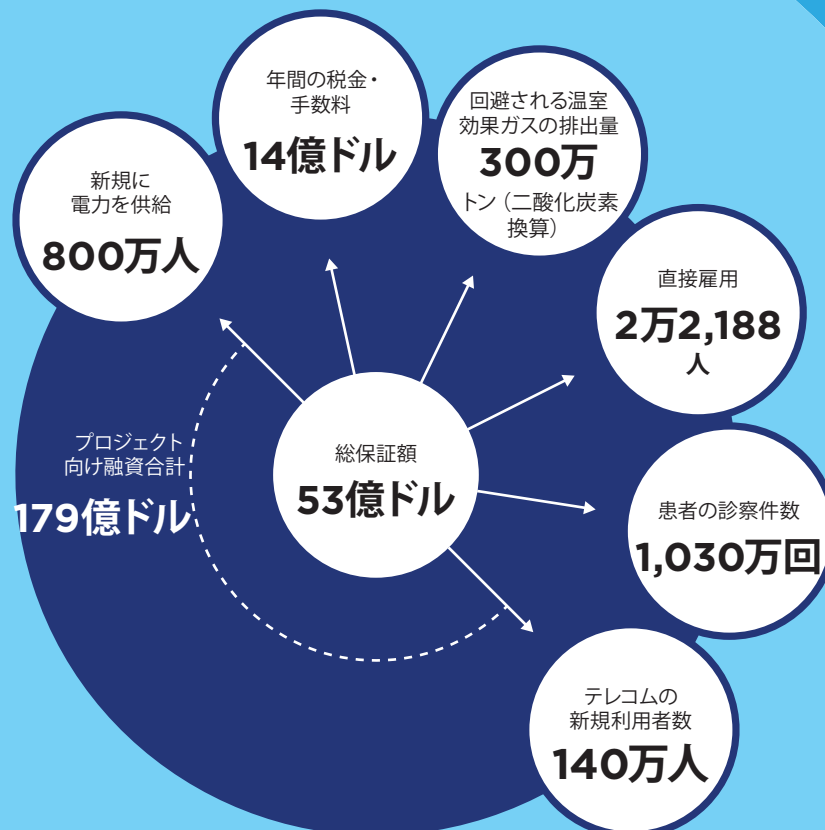 年間の税金・
手数料
14億ドル
回避される温室
効果ガスの排出量
300万
トン（二酸化炭素
換算）
新規に
電力を供給
800万人
直接雇用
2万2,188
人
プロジェクト
向け融資合計
179億ドル
総保証額
53億ドル
患者の診察件数
1,030万回
テレコムの
新規利用者数
140万人